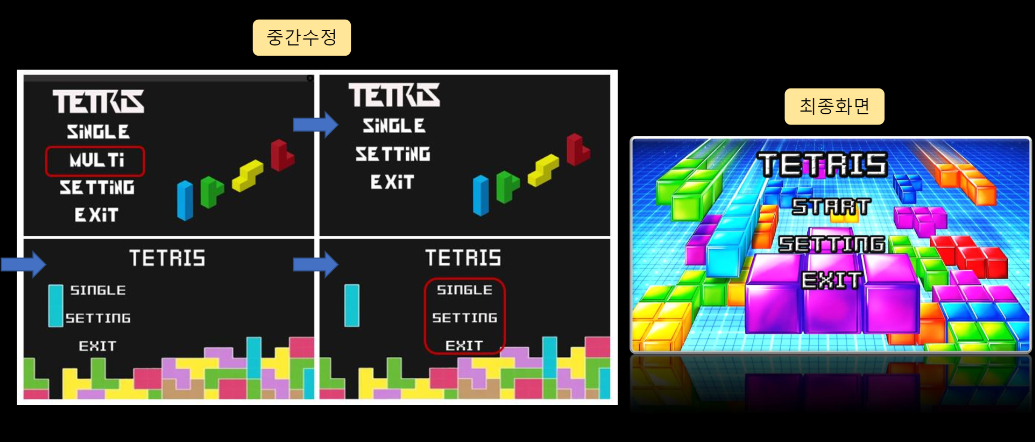 중간수정
TETRIS
SiNGLE
MULTi
SETTiNG
EXiT
TETRIS
SiNGLE
SETTiNG
EXiT
TETRIS
SINGLE
SETTING
EXIT
TETRIS
SINGLE
SETTING
EXIT
최종화면
TETRIS
START
SETTING
EXIT